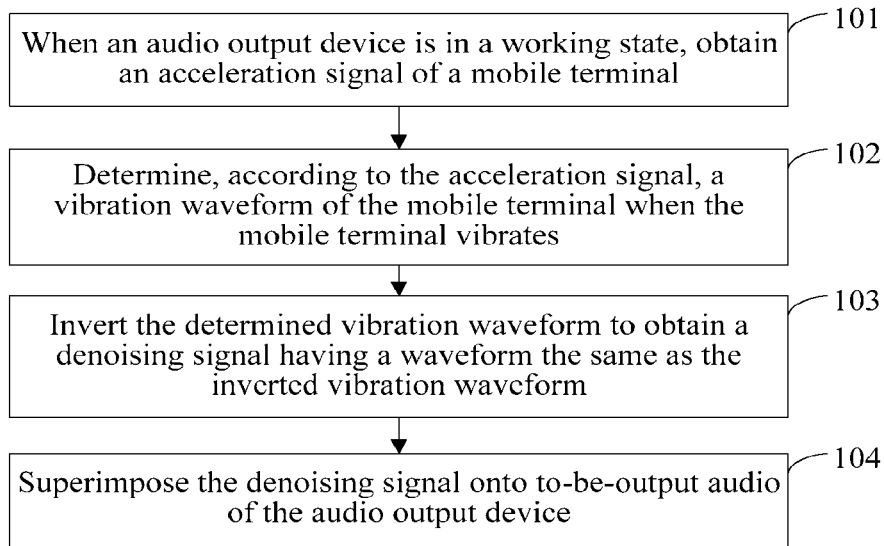 101
When an audio output device is in a working state, obtain
an acceleration signal of a mobile terminal
102
Determine, according to the acceleration signal, a
vibration waveform of the mobile terminal when the
mobile terminal vibrates
103
Invert the determined vibration waveform to obtain a
denoising signal having a waveform the same as the
inverted vibration waveform
104
Superimpose the denoising signal onto to-be-output audio
of the audio output device